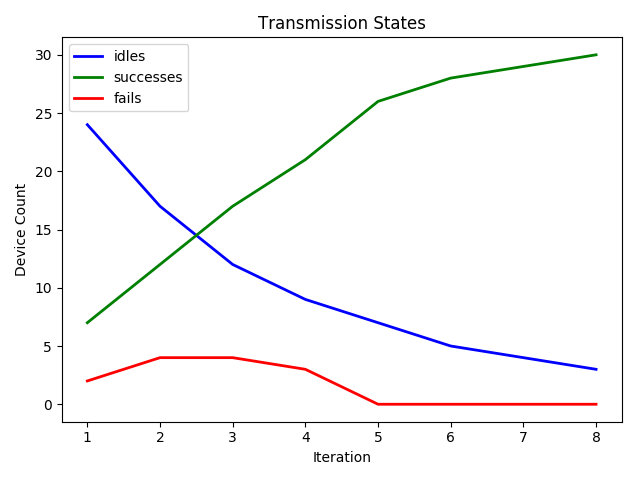 Transmission States
idles
successes
fails
30
25
20
15
10
5
0
Device Count
1 2 3 4 5 6 7 8
Iteration